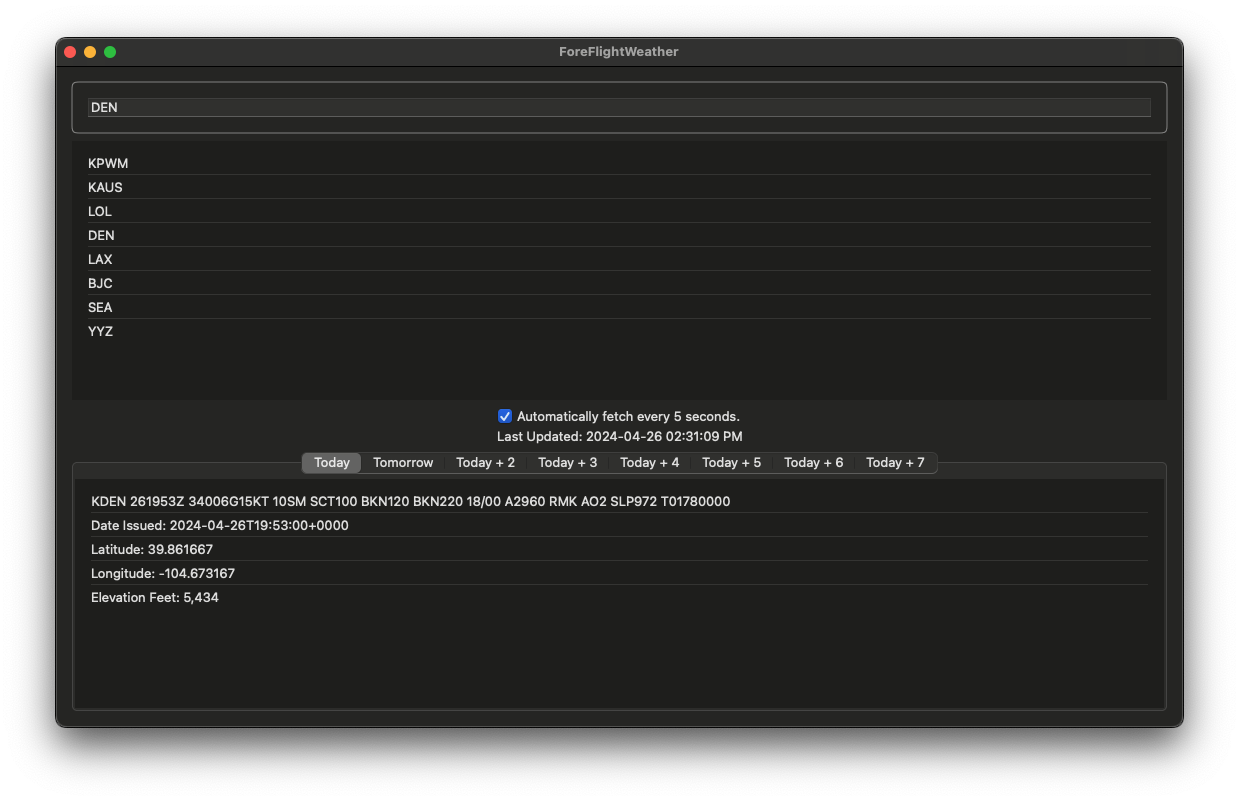 ForeFlightWeather
DEN
KPWM
KAUS
LOL
DEN
LAX
BJC
SEA
YYZ
Automatically fetch every 5 seconds.
Last Updated: 2024-04-26 02:31:09 PM
Today Tomorrow Today + 2 Today + 3 Today + 4 Today + 5 Today + 6 Today + 7
KDEN 261953Z 34006G15KT 10SM SCT100 BKN120 BKN220 18/00 A2960 RMK AO2 SLP972 T01780000
Date Issued: 2024-04-26T19:53:00+0000
Latitude: 39.861667
Longitude: -104.673167
Elevation Feet: 5,434